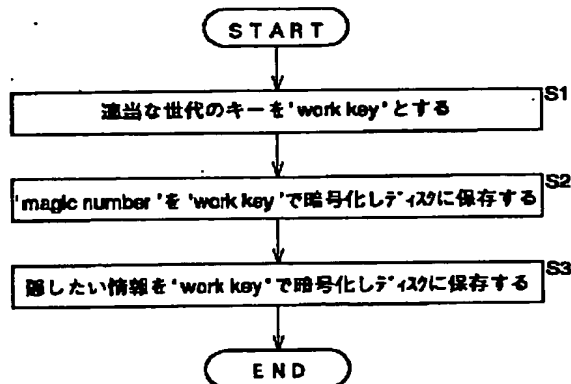 START
S1
適当な世代のキーを'work key'とする
S2
'magic number'を'work key'で暗号化しディスクに保存する
S3
隠したい情報を'work key'で暗号化しディスクに保存する
END